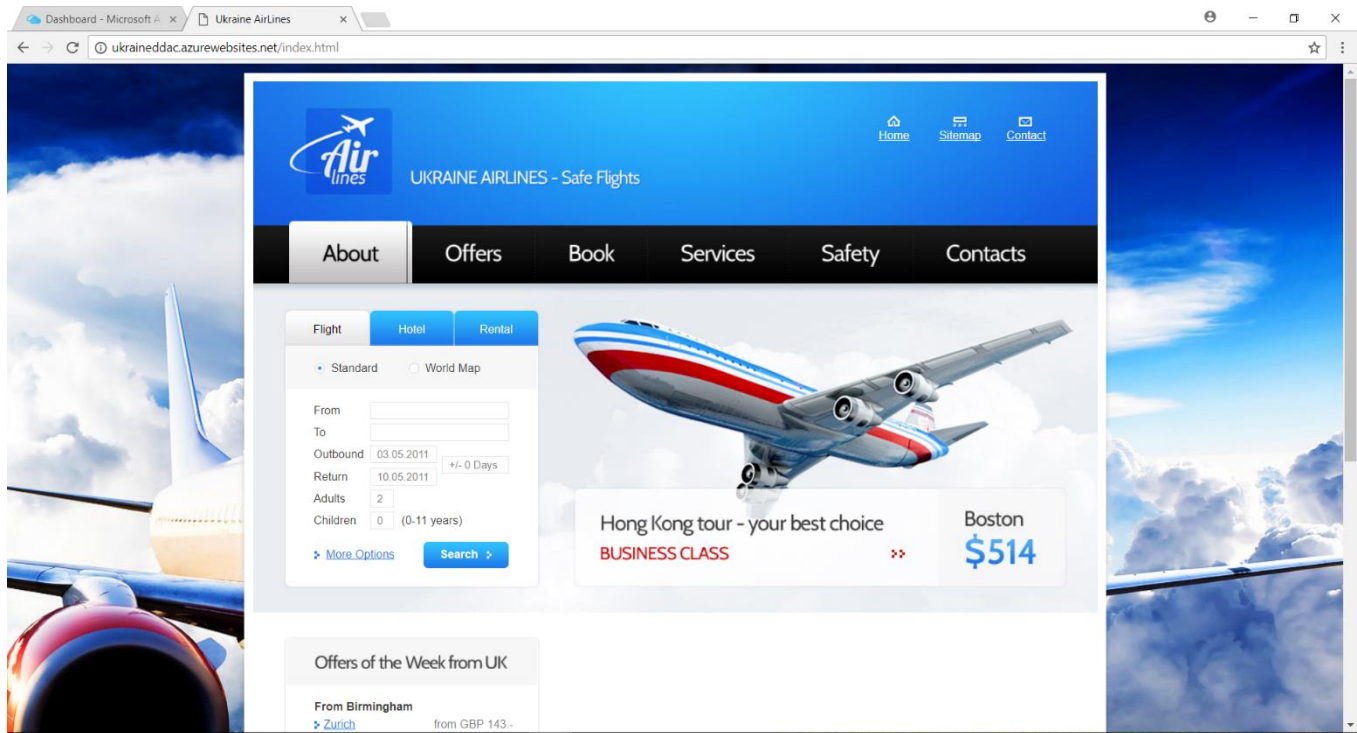 Dashboard - Microsoft A
Ukraine AirLines
ukraineddac.azurewebsites.net/index.html
Air
lines
UKRAINE AIRLINES - Safe Flights
Home
Sitemap
Contact
About
Offers
Book
Services
Safety
Contacts
Flight
Hotel
Rental
Standard
World Map
From
To
Outbound 03.05.2011
+/- 0 Days
Return 10.05.2011
Adults 2
Children 0 (0-11 years)
More Options
Search
Hong Kong tour - your best choice
BUSINESS CLASS
Boston
$514
Offers of the Week from UK
From Birmingham
Zurich from GBP 143.-